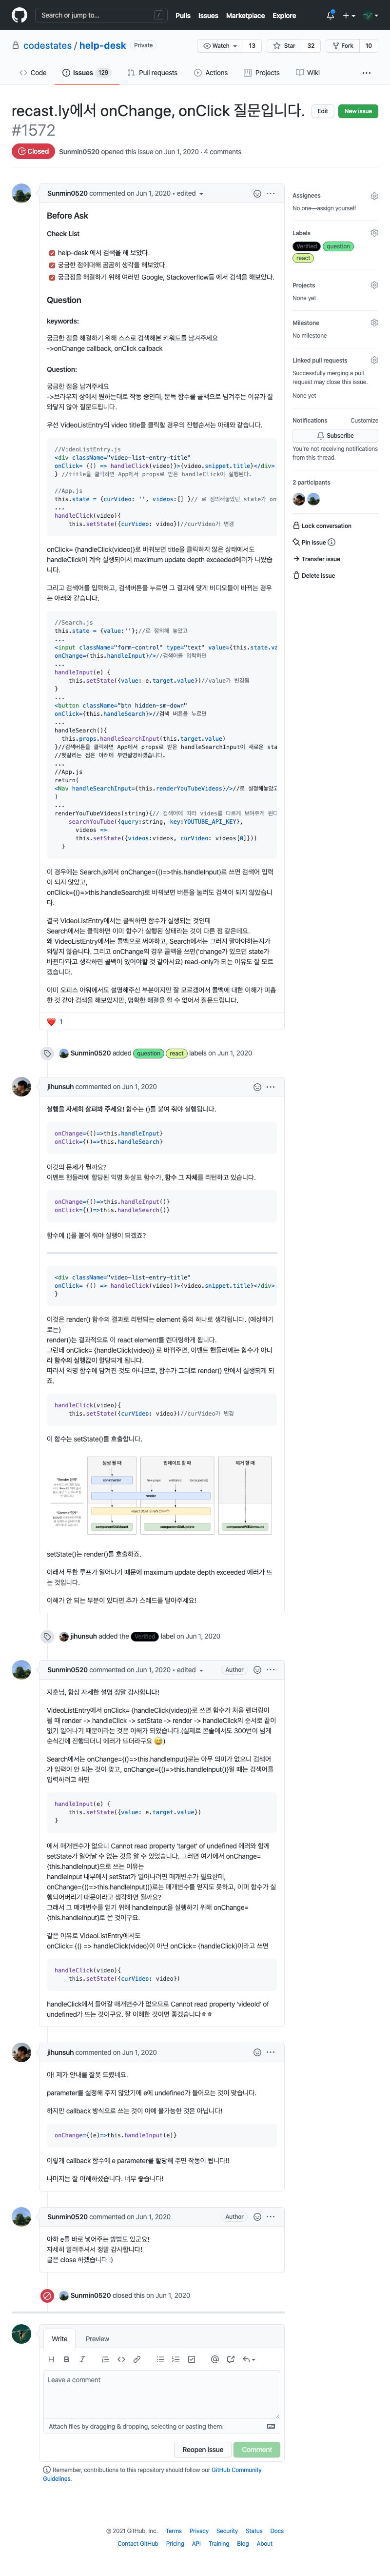 Search or jump to...
/
Pulls Issues Marketplace Explore
codestates / help-desk Private
Watch 13 Star 32 Fork 10
Code Issues 129 Pull requests Actions Projects Wiki
recast.ly에서 onChange, onClick 질문입니다.
#1572
Edit New issue
Closed Sunmin0520 opened this issue on Jun 1, 2020 · 4 comments
Sunmin0520 commented on Jun 1, 2020 • edited
Before Ask
Check List
help-desk 에서 검색을 해 보았다.
궁금한 점에대해 곰곰히 생각을 해보았다.
궁금점을 해결하기 위해 여러번 Google, Stackoverflow등 에서 검색을 해보았다.
Question
keywords:
궁금한 점을 해결하기 위해 스스로 검색해본 키워드를 남겨주세요
->onChange callback, onClick callback
Question:
궁금한 점을 남겨주세요
->브라우저 상에서 원하는대로 작동 중인데, 문득 함수를 콜백으로 넘겨주는 이유가 잘
와닿지 않아 질문드립니다.
우선 VideoListEntry의 video title을 클릭할 경우의 진행순서는 아래와 같습니다.
//VideoListEntry.js
<div className="video-list-entry-title"
onClick= {() => handleClick(video)}>{video.snippet.title}</div>
} //title을 클릭하면 App에서 props로 받은 handleClick이 실행된다.
//App.js
this.state = {curVideo: '', videos:[] }// 로 정의해놓았던 state가 on
...
handleClick(video){
this.setState({curVideo: video})//curVideo가 변경
onClick= {handleClick(video)}로 바꿔보면 title을 클릭하지 않은 상태에서도
handleClick이 계속 실행되어서 maximum update depth exceeded에러가 나왔습
니다.
그리고 검색어를 입력하고, 검색버튼을 누르면 그 결과에 맞게 비디오들이 바뀌는 경우
는 아래와 같습니다.
//Search.js
this.state = {value:''};//로 정의해 놓았고
...
<input className="form-control" type="text" value={this.state.va
onChange={this.handleInput}/>//검색어를 입력하면
...
handleInput(e) {
this.setState({value: e.target.value})//value가 변경됨
}
...
<button className="btn hidden-sm-down"
onClick={this.handleSearch}>//검색 버튼을 누르면
...
handleSearch(){
this.props.handleSearchInput(this.target.value)
}//검색버튼을 클릭하면 App에서 props로 받은 handleSearchInput이 새로운 sta
//헷갈리는 점은 아래에 부연설명하겠습니다.
...
//App.js
return(
<Nav handleSearchInput={this.renderYouTubeVideos}/>//로 설정해놓았고
)
...
renderYouTubeVideos(string){// 검색어에 따라 videos를 다르게 보여주게 된다
searchYouTube({query:string, key:YOUTUBE_API_KEY},
videos =>
this.setState({videos:videos, curVideo: videos[0]}))
}
이 경우에는 Search.js에서 onChange={()=>this.handleInput}로 쓰면 검색어 입력
이 되지 않았고,
onClick={()=>this.handleSearch}로 바꿔보면 버튼을 눌러도 검색이 되지 않았습니
다.
결국 VideoListEntry에서는 클릭하면 함수가 실행되는 것인데
Search에서는 클릭하면 이미 함수가 실행된 상태라는 것이 다른 점 같은데요.
왜 VideoListEntry에서는 콜백으로 써야하고, Search에서는 그러지 말아야하는지가
와닿지 않습니다. 그리고 onChange의 경우 콜백을 쓰면('change가 있으면 state가
바뀐다'라고 생각하면 콜백이 있어야할 것 같아서요) read-only가 되는 이유도 잘 모르
겠습니다.
이미 오피스 아워에서도 설명해주신 부분이지만 잘 모르겠어서 콜백에 대한 이해가 미흡
한 것 같아 검색을 해보았지만, 명확한 해결을 할 수 없어서 질문드립니다.
1
Sunmin0520 added question react labels on Jun 1, 2020
jihunsuh commented on Jun 1, 2020
실행을 자세히 살펴봐 주세요! 함수는 ()를 붙여 줘야 실행됩니다.
onChange={()=>this.handleInput}
onClick={()=>this.handleSearch}
이것의 문제가 뭘까요?
이벤트 핸들러에 할당된 익명 화살표 함수가, 함수 그 자체를 리턴하고 있습니다.
onChange={()=>this.handleInput()}
onClick={()=>this.handleSearch()}
함수에 ()를 붙여 줘야 실행이 되겠죠?
<div className="video-list-entry-title"
onClick= {() => handleClick(video)}>{video.snippet.title}</div>
}
이것은 render() 함수의 결과로 리턴되는 element 중의 하나로 생각됩니다. (예상하기
로는)
render()는 결과적으로 이 react element를 렌더링하게 됩니다.
그런데 onClick= {handleClick(video)} 로 바꿔주면, 이벤트 핸들러에는 함수가 아니
라 함수의 실행값이 할당되게 됩니다.
따라서 익명 함수에 담겨진 것도 아니므로, 함수가 그대로 render() 안에서 실행되게 되
죠.
handleClick(video){
this.setState({curVideo: video})//curVideo가 변경
이 함수는 setState()를 호출합니다.
생성될 때 업데이트할 때 제거할 때
"Render 단계"
constructor
New props setState() forceUpdate()
render
"Commit 단계"
React DOM 및 refs 업데이트
componentDidMount componentDidUpdate componentWillUnmount
setState()는 render()를 호출하죠.
이래서 무한 루프가 일어나기 때문에 maximum update depth exceeded 에러가 뜨
는 것입니다.
이해가 안 되는 부분이 있다면 추가 스레드를 달아주세요!
jihunsuh added the Verified label on Jun 1, 2020
Sunmin0520 commented on Jun 1, 2020 • edited Author
지훈님, 항상 자세한 설명 정말 감사합니다!
VideoListEntry에서 onClick= {handleClick(video)}로 쓰면 함수가 처음 렌더링이
될 때 render -> handleClick -> setState -> render -> handleClick의 순서로 끝이
없기 일어나기 때문이라는 것은 이해가 되었습니다.(실제로 콘솔에서도 300번이 넘게
순식간에 진행되더니 에러가 뜨더라구요 😅)
Search에서는 onChange={()=>this.handleInput}로는 아무 의미가 없으니 검색어
가 입력이 안 되는 것이 맞고, onChange={()=>this.handleInput()}일 때는 검색어를
입력하려고 하면
handleInput(e) {
this.setState({value: e.target.value})
}
에서 매개변수가 없으니 Cannot read property 'target' of undefined 에러와 함께
setState가 일어날 수 없는 것을 알 수 있었습니다. 그러면 여기에서 onChange=
{this.handleInput}으로 쓰는 이유는
handleInput 내부에서 setStat가 일어나려면 매개변수가 필요한데,
onChange={()=>this.handleInput()}로는 매개변수를 받지도 못하고, 이미 함수가 실
행되어버리기 때문이라고 생각하면 될까요?
그래서 그 매개변수를 얻기 위해 handleInput을 실행하기 위해 onChange=
{this.handleInput}로 쓴 것이구요.
같은 이유로 VideoListEntry에서도
onClick= {() => handleClick(video)}이 아닌 onClick= {handleClick}이라고 쓰면
handleClick(video){
this.setState({curVideo: video})
handleClick에서 들어갈 매개변수가 없으므로 Cannot read property 'videoId' of
undefined가 뜨는 것이구요. 잘 이해한 것이면 좋겠습니다ㅎㅎ
jihunsuh commented on Jun 1, 2020
아! 제가 안내를 잘못 드렸네요.
parameter를 설정해 주지 않았기에 e에 undefined가 들어오는 것이 맞습니다.
하지만 callback 방식으로 쓰는 것이 아예 불가능한 것은 아닙니다!
onChange={(e)=>this.handleInput(e)}
이렇게 callback 함수에 e parameter를 할당해 주면 작동이 됩니다!!
나머지는 잘 이해하셨습니다. 너무 좋습니다!
Sunmin0520 commented on Jun 1, 2020 Author
아하 e를 바로 넣어주는 방법도 있군요!
자세히 알려주셔서 정말 감사합니다!
글은 close 하겠습니다 :)
Sunmin0520 closed this on Jun 1, 2020
Write Preview
Leave a comment
Attach files by dragging & dropping, selecting or pasting them.
Reopen issue Comment
Remember, contributions to this repository should follow our GitHub Community
Guidelines.
Assignees
No one—assign yourself
Labels
Verified question
react
Projects
None yet
Milestone
No milestone
Linked pull requests
Successfully merging a pull
request may close this issue.
None yet
Notifications Customize
Subscribe
You're not receiving notifications
from this thread.
2 participants
Lock conversation
Pin issue
Transfer issue
Delete issue
© 2021 GitHub, Inc. Terms Privacy Security Status Docs
Contact GitHub Pricing API Training Blog About